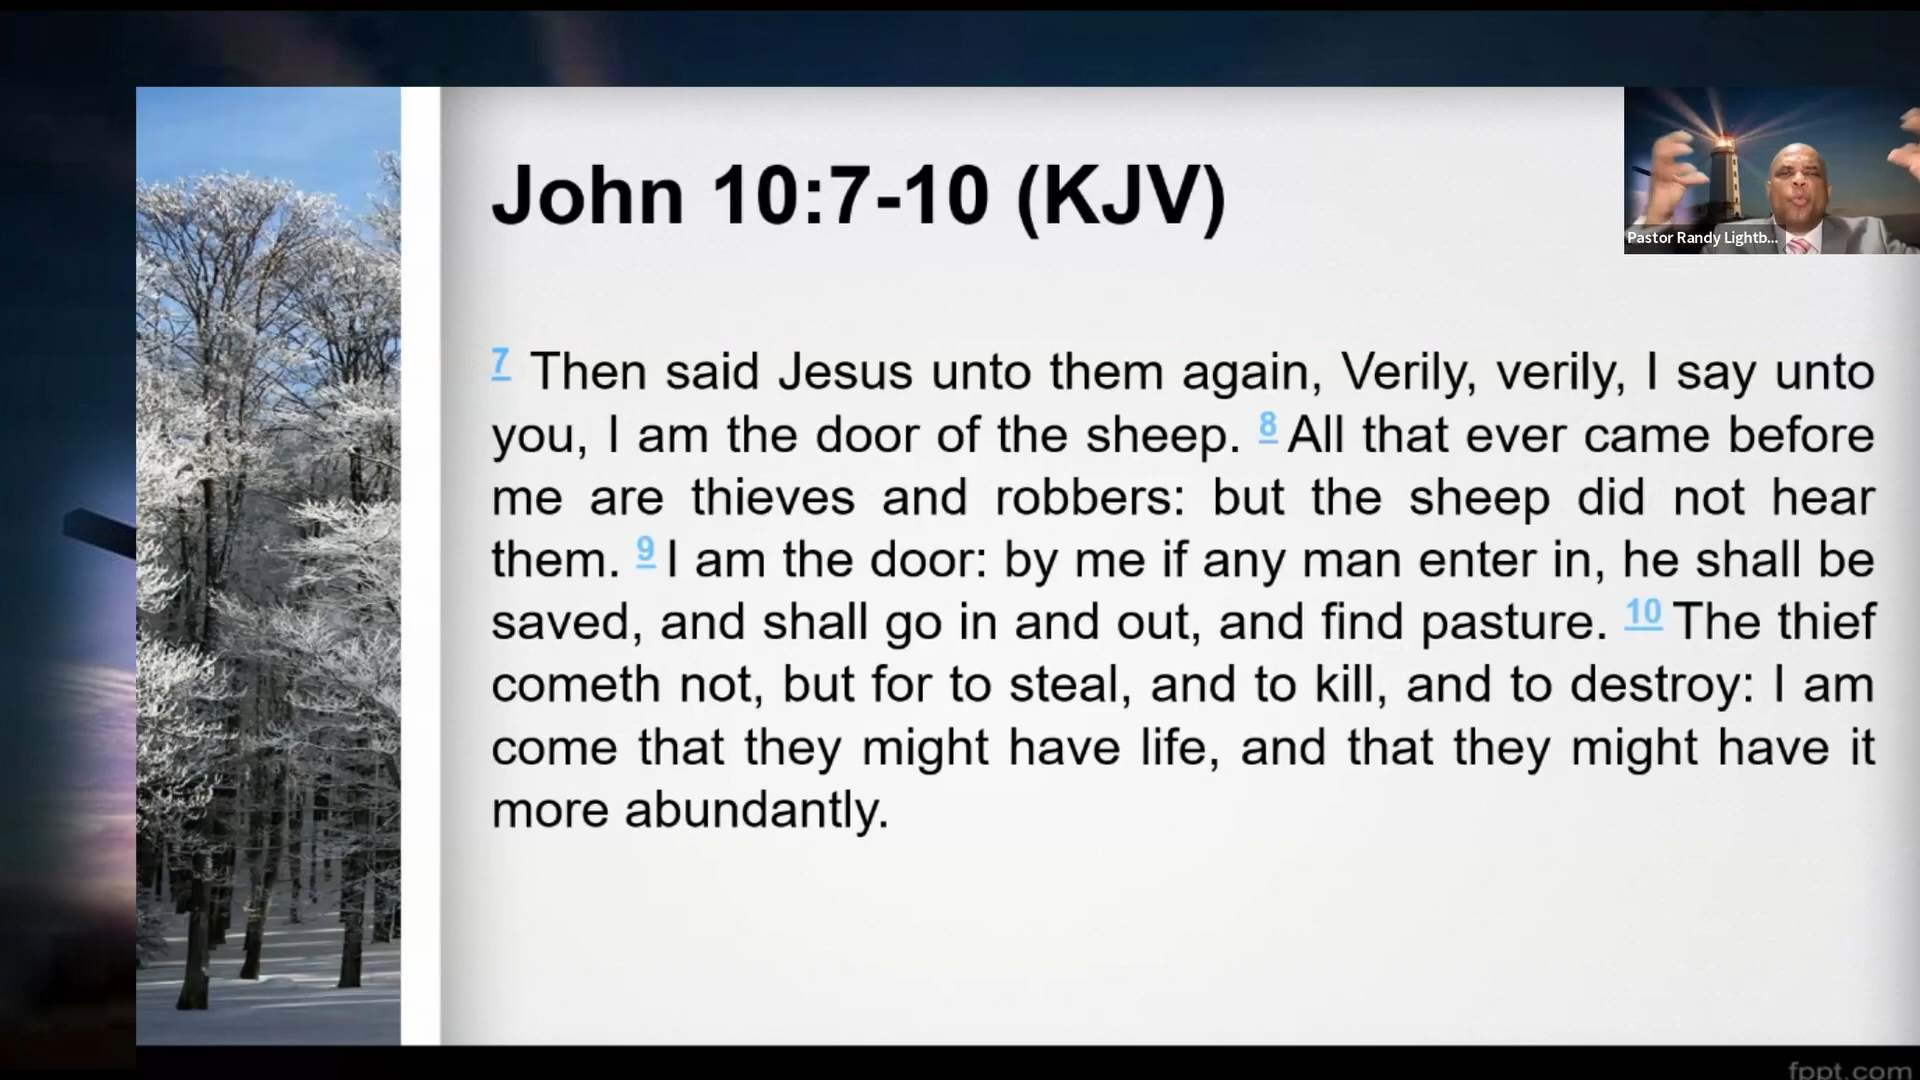 John 10:7-10 (KJV)
Pastor Randy Lightb...
7 Then said Jesus unto them again, Verily, verily, I say unto
you, I am the door of the sheep. 8 All that ever came before
me are thieves and robbers: but the sheep did not hear
them. 9 I am the door: by me if any man enter in, he shall be
saved, and shall go in and out, and find pasture. 10 The thief
cometh not, but for to steal, and to kill, and to destroy: I am
come that they might have life, and that they might have it
more abundantly.
fppt.com